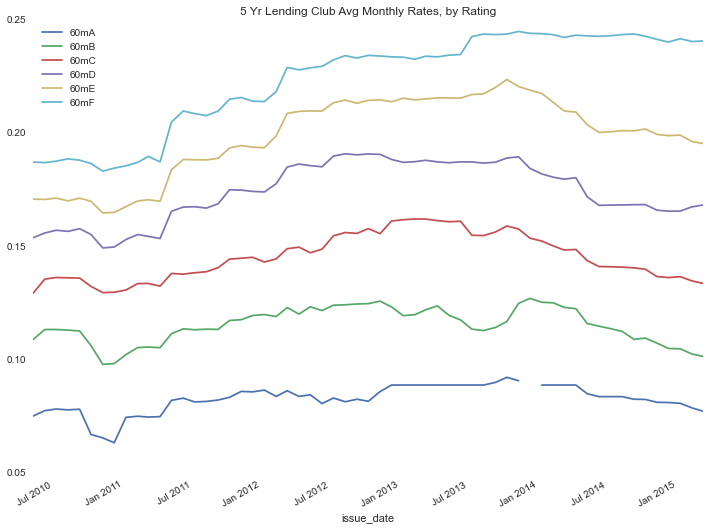 5 Yr Lending Club Avg Monthly Rates, by Rating
0.25
60mA
60mB
60mC
60mD
60mE
60mF
0.20
0.15
0.10
0.05
Jul 2010
Jan 2011
Jul 2011
Jan 2012
Jul 2012
Jan 2013
Jul 2013
Jan 2014
Jul 2014
Jan 2015
issue_date